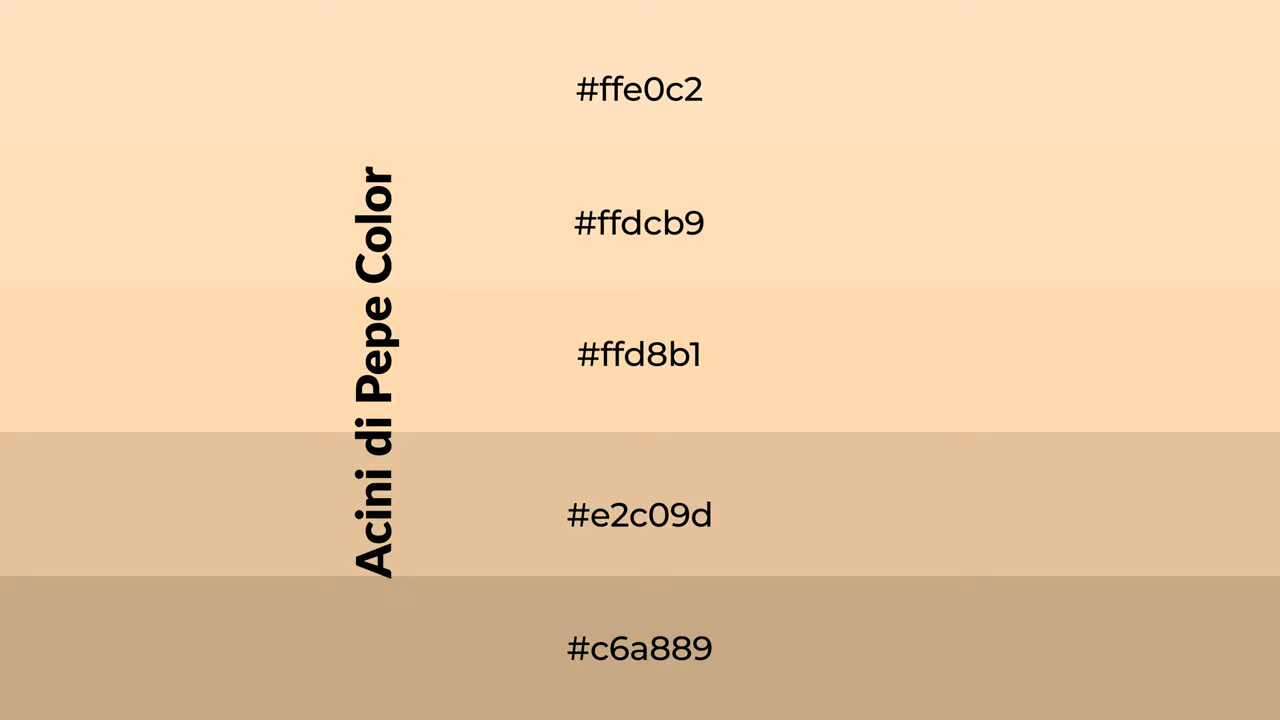 Acini di Pepe Color
#ffe0c2
#ffdcb9
#ffd8b1
#e2c09d
#c6a889